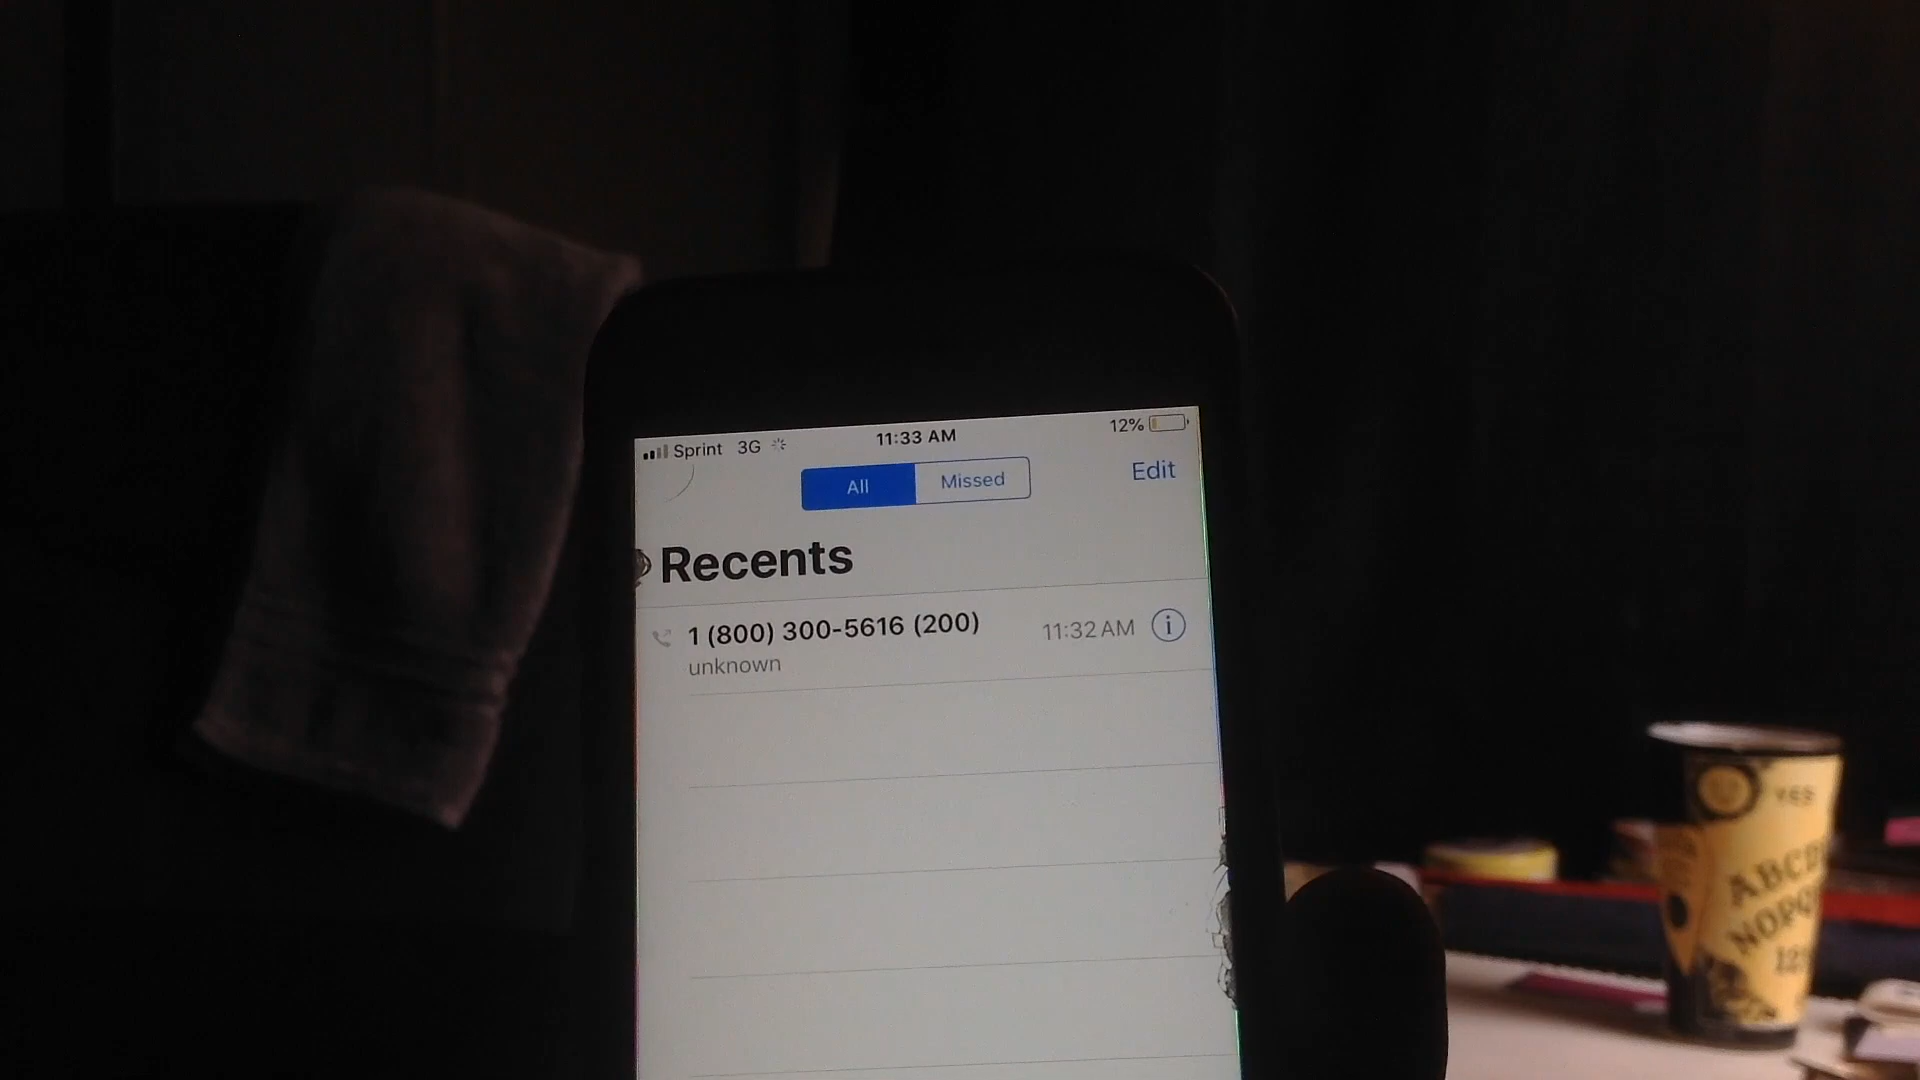 Sprint 3G 11:33 AM 12%
All Missed Edit
Recents
1 (800) 300-5616 (200) 11:32 AM
unknown
YES
ABCD
NOPQ